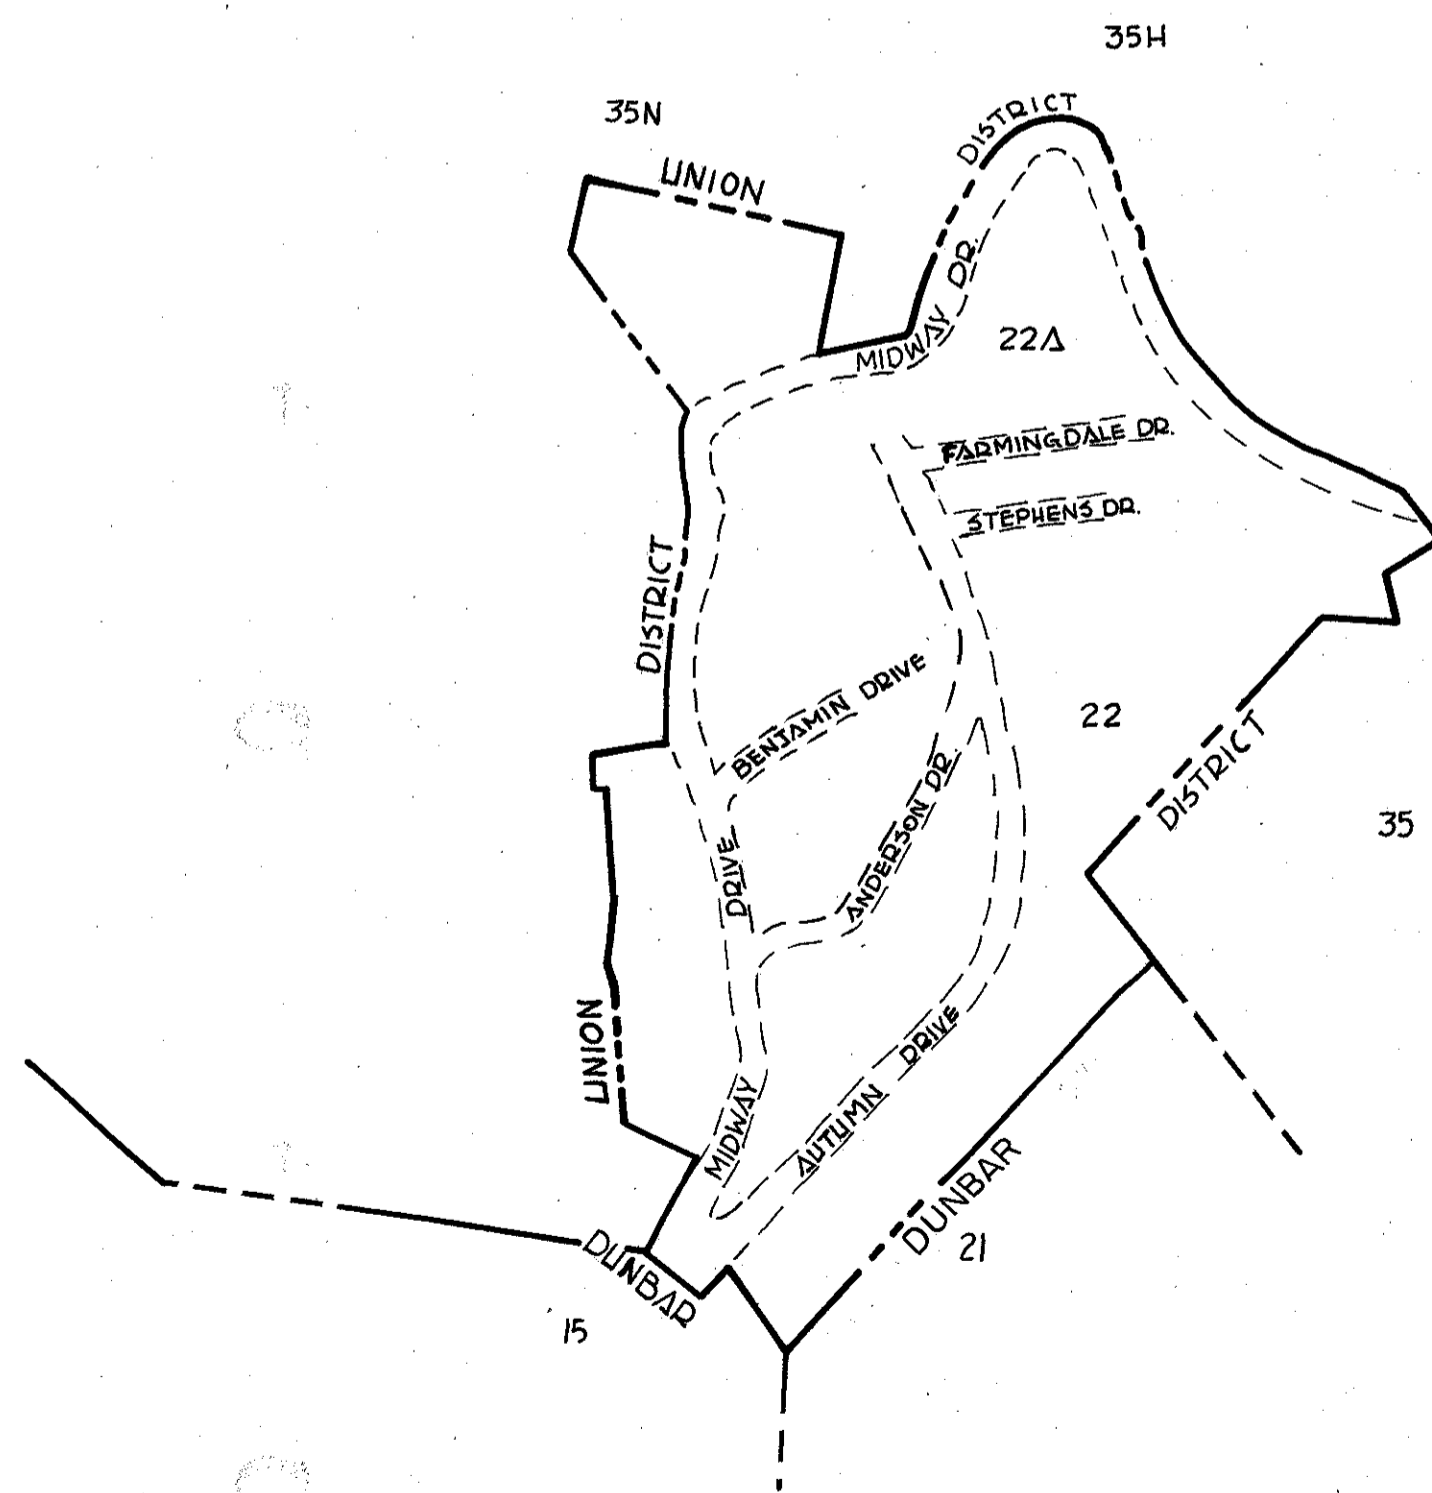 35H
35N
DISTRICT
UNION
MIDWAY DR.
22A
FARMINGDALE DR.
STEPHENS DR.
DISTRICT
BENJAMIN DRIVE
22
DISTRICT
35
ANDERSON DR.
MIDWAY DRIVE
UNION
AUTUMN DRIVE
DUNBAR
21
DUNBAR
15